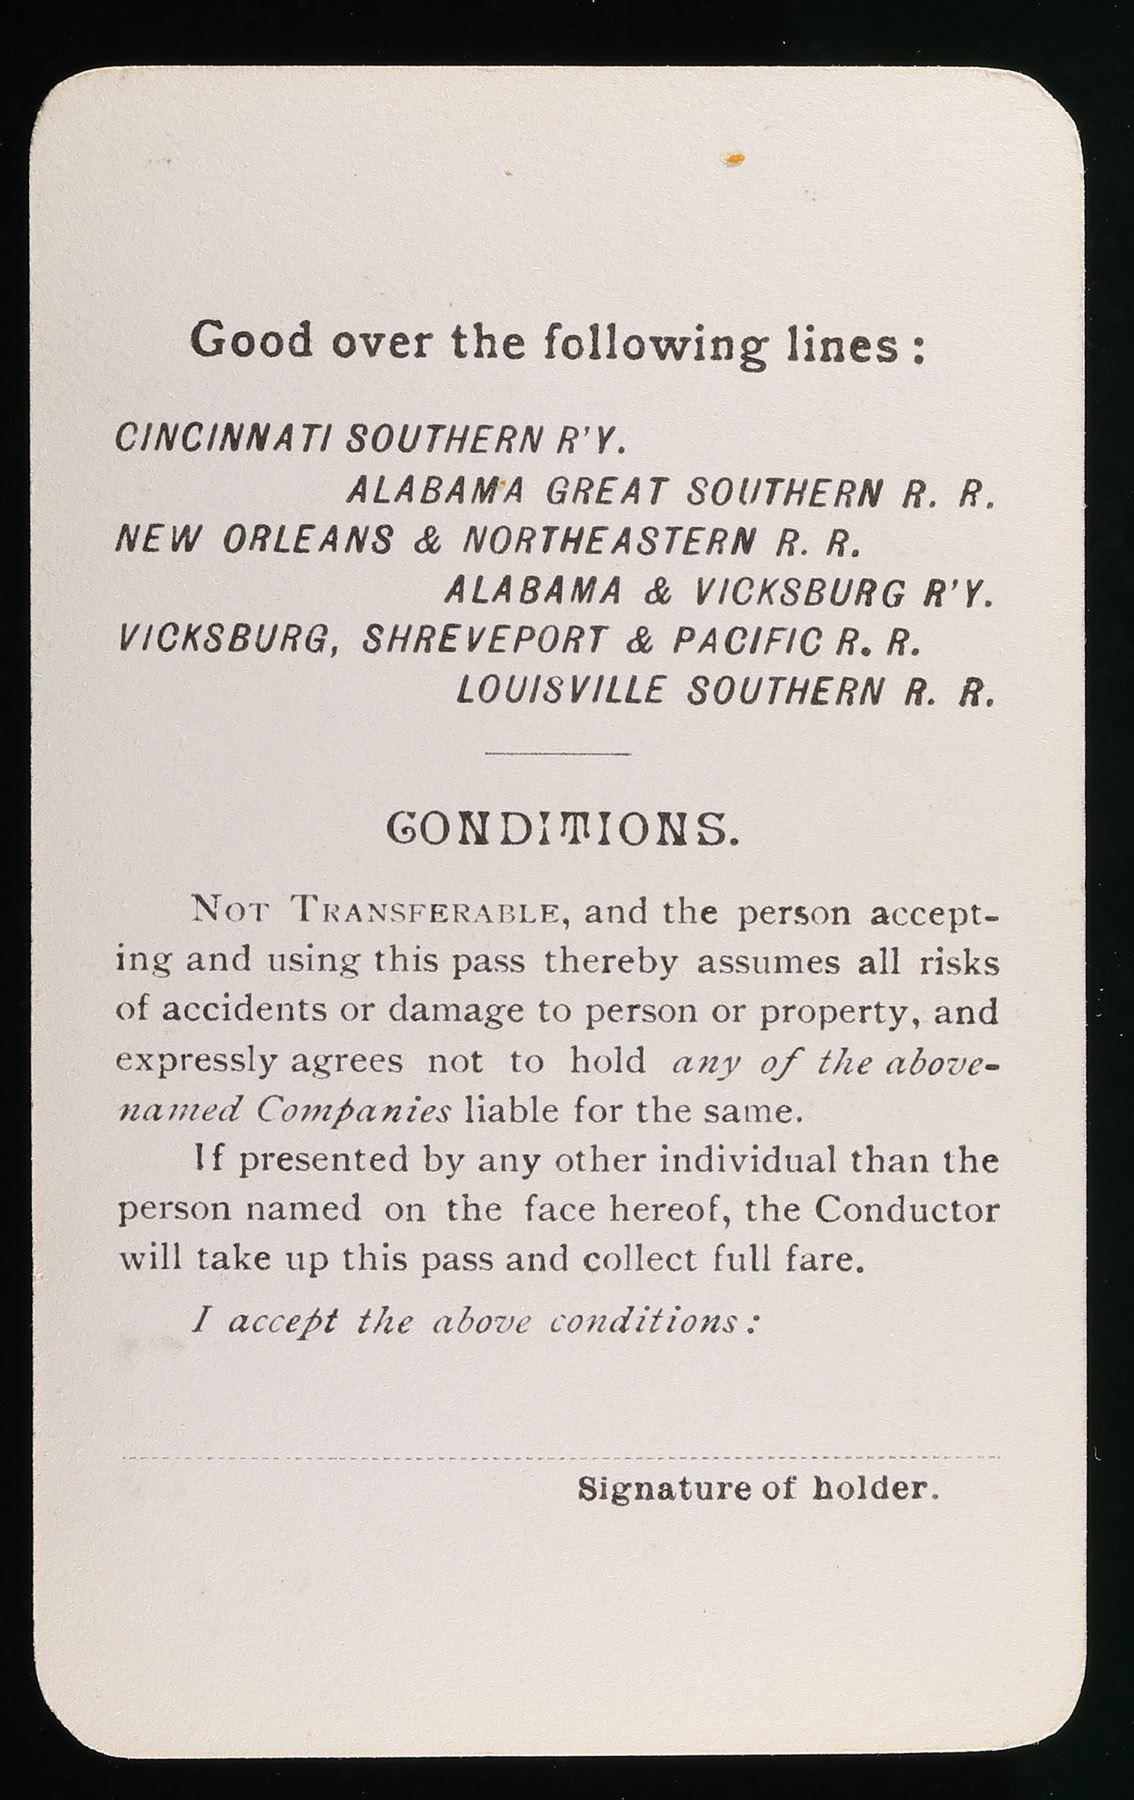 Good over the following lines:
CINCINNATI SOUTHERN R'Y.
ALABAMA GREAT SOUTHERN R. R.
NEW ORLEANS & NORTHEASTERN R. R.
ALABAMA & VICKSBURG R'Y.
VICKSBURG, SHREVEPORT & PACIFIC R. R.
LOUISVILLE SOUTHERN R. R.
CONDITIONS.
NOT TRANSFERABLE, and the person accept-
ing and using this pass thereby assumes all risks
of accidents or damage to person or property, and
expressly agrees not to hold any of the above-
named Companies liable for the same.
If presented by any other individual than the
person named on the face hereof, the Conductor
will take up this pass and collect full fare.
I accept the above conditions:
Signature of holder.